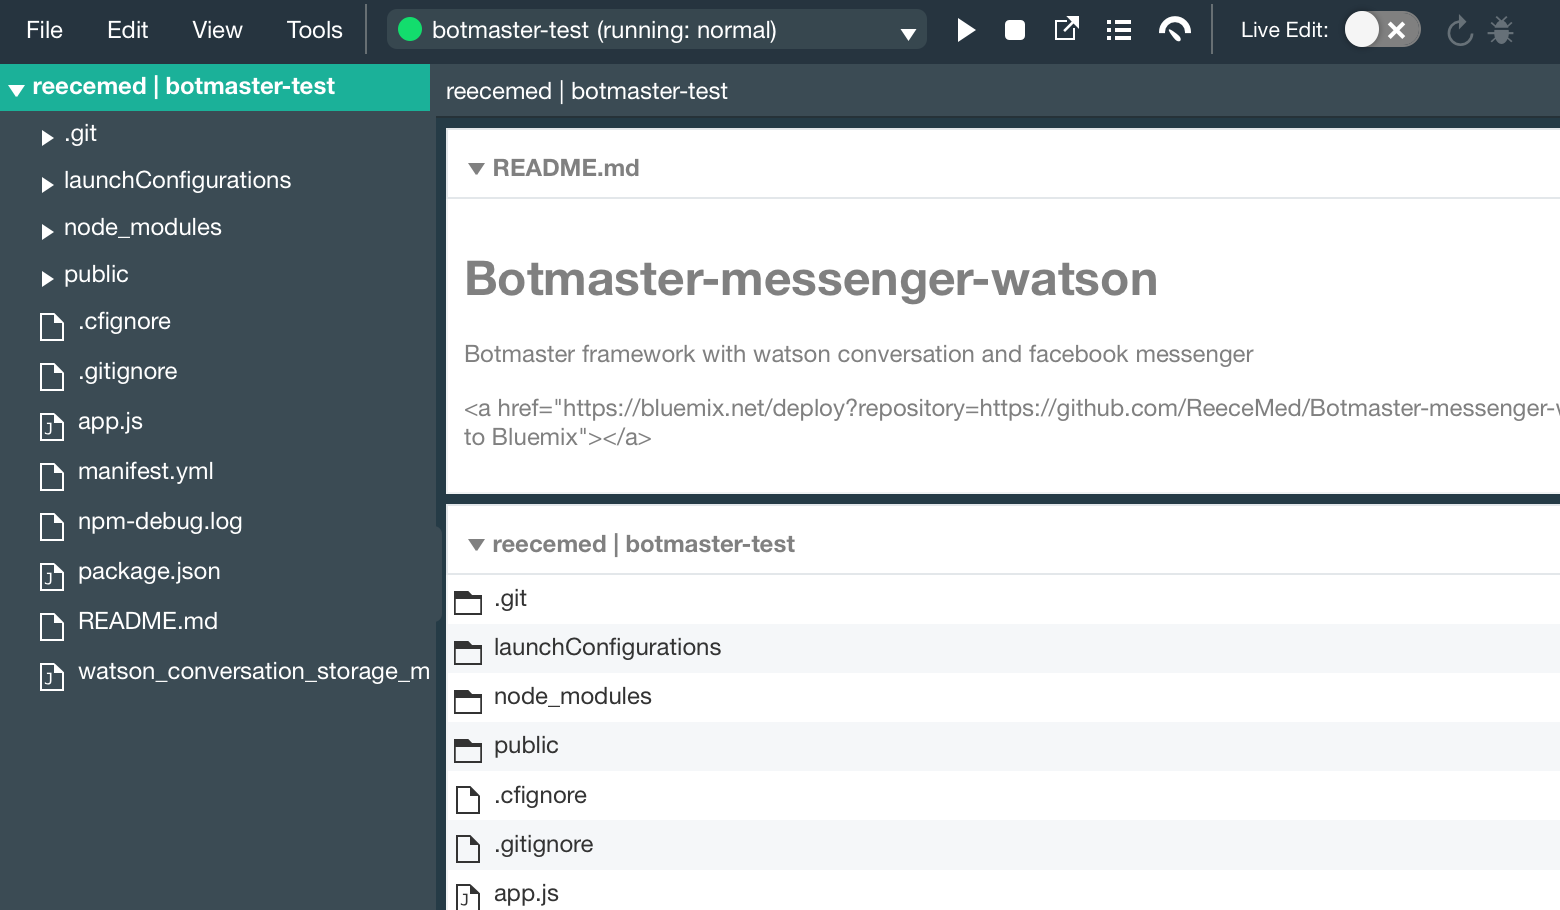 File Edit View Tools botmaster-test (running: normal) Live Edit:
reecemed | botmaster-test
.git
launchConfigurations
node_modules
public
.cfignore
.gitignore
app.js
manifest.yml
npm-debug.log
package.json
README.md
watson_conversation_storage_m
reecemed | botmaster-test
README.md
Botmaster-messenger-watson
Botmaster framework with watson conversation and facebook messenger
<a href="https://bluemix.net/deploy?repository=https://github.com/ReeceMed/Botmaster-messenger-w
to Bluemix"></a>
reecemed | botmaster-test
.git
launchConfigurations
node_modules
public
.cfignore
.gitignore
app.js